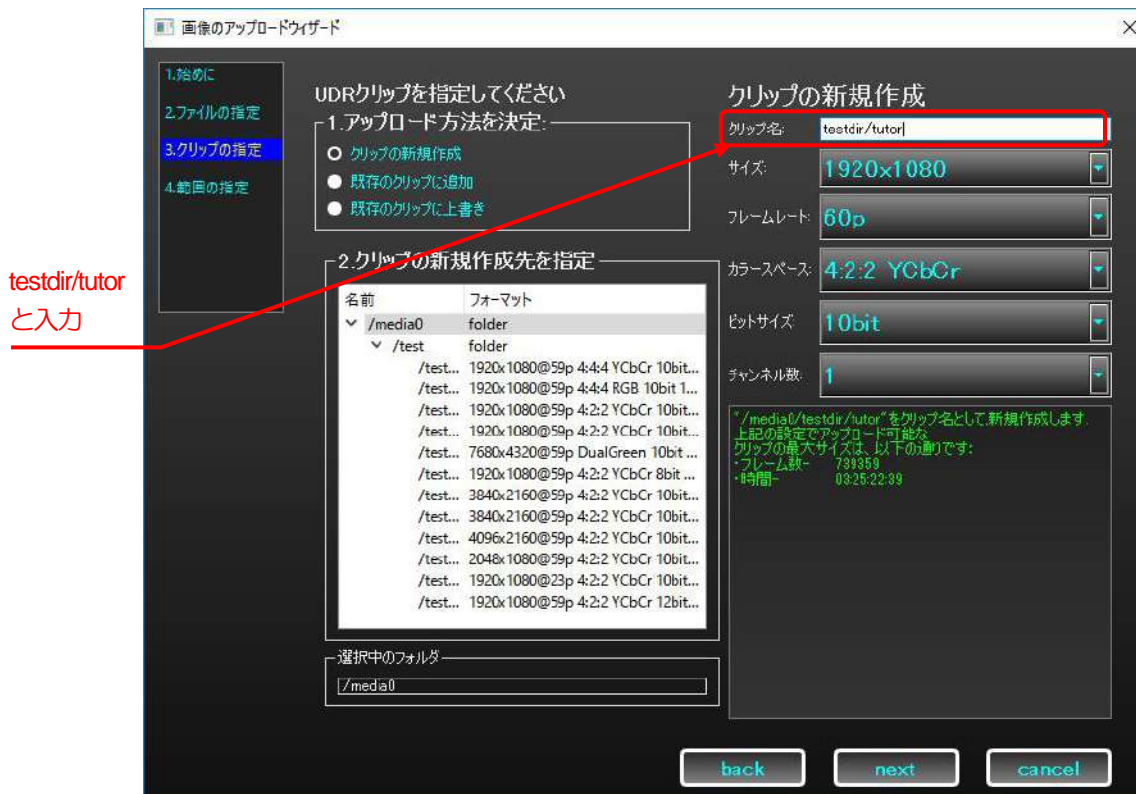 画像のアップロードウィザード
1.始めに
2.ファイルの指定
3.クリップの指定
4.範囲の指定
testdir/tutor
と入力
UDRクリップを指定してください
1.アップロード方法を決定:
クリップの新規作成
既存のクリップに追加
既存のクリップに上書き
2.クリップの新規作成先を指定
名前 フォーマット
/media0 folder
/test folder
/test... 1920x1080@59p 4:4:4 YCbCr 10bit...
/test... 1920x1080@59p 4:4:4 RGB 10bit 1...
/test... 1920x1080@59p 4:2:2 YCbCr 10bit...
/test... 1920x1080@59p 4:2:2 YCbCr 10bit...
/test... 7680x4320@59p DualGreen 10bit ...
/test... 1920x1080@59p 4:2:2 YCbCr 8bit ...
/test... 3840x2160@59p 4:2:2 YCbCr 10bit...
/test... 3840x2160@59p 4:2:2 YCbCr 10bit...
/test... 4096x2160@59p 4:2:2 YCbCr 10bit...
/test... 2048x1080@59p 4:2:2 YCbCr 10bit...
/test... 1920x1080@23p 4:2:2 YCbCr 10bit...
/test... 1920x1080@59p 4:2:2 YCbCr 12bit...
選択中のフォルダ
/media0
クリップの新規作成
クリップ名: testdir/tutor
サイズ: 1920x1080
フレームレート: 60p
カラースペース: 4:2:2 YCbCr
ビットサイズ: 10bit
チャンネル数: 1
"/media0/testdir/tutor"をクリップ名として新規作成します.
上記の設定でアップロード可能な
クリップの最大サイズは、以下の通りです:
・フレーム数- 739359
・時間- 03:25:22:39
back next cancel